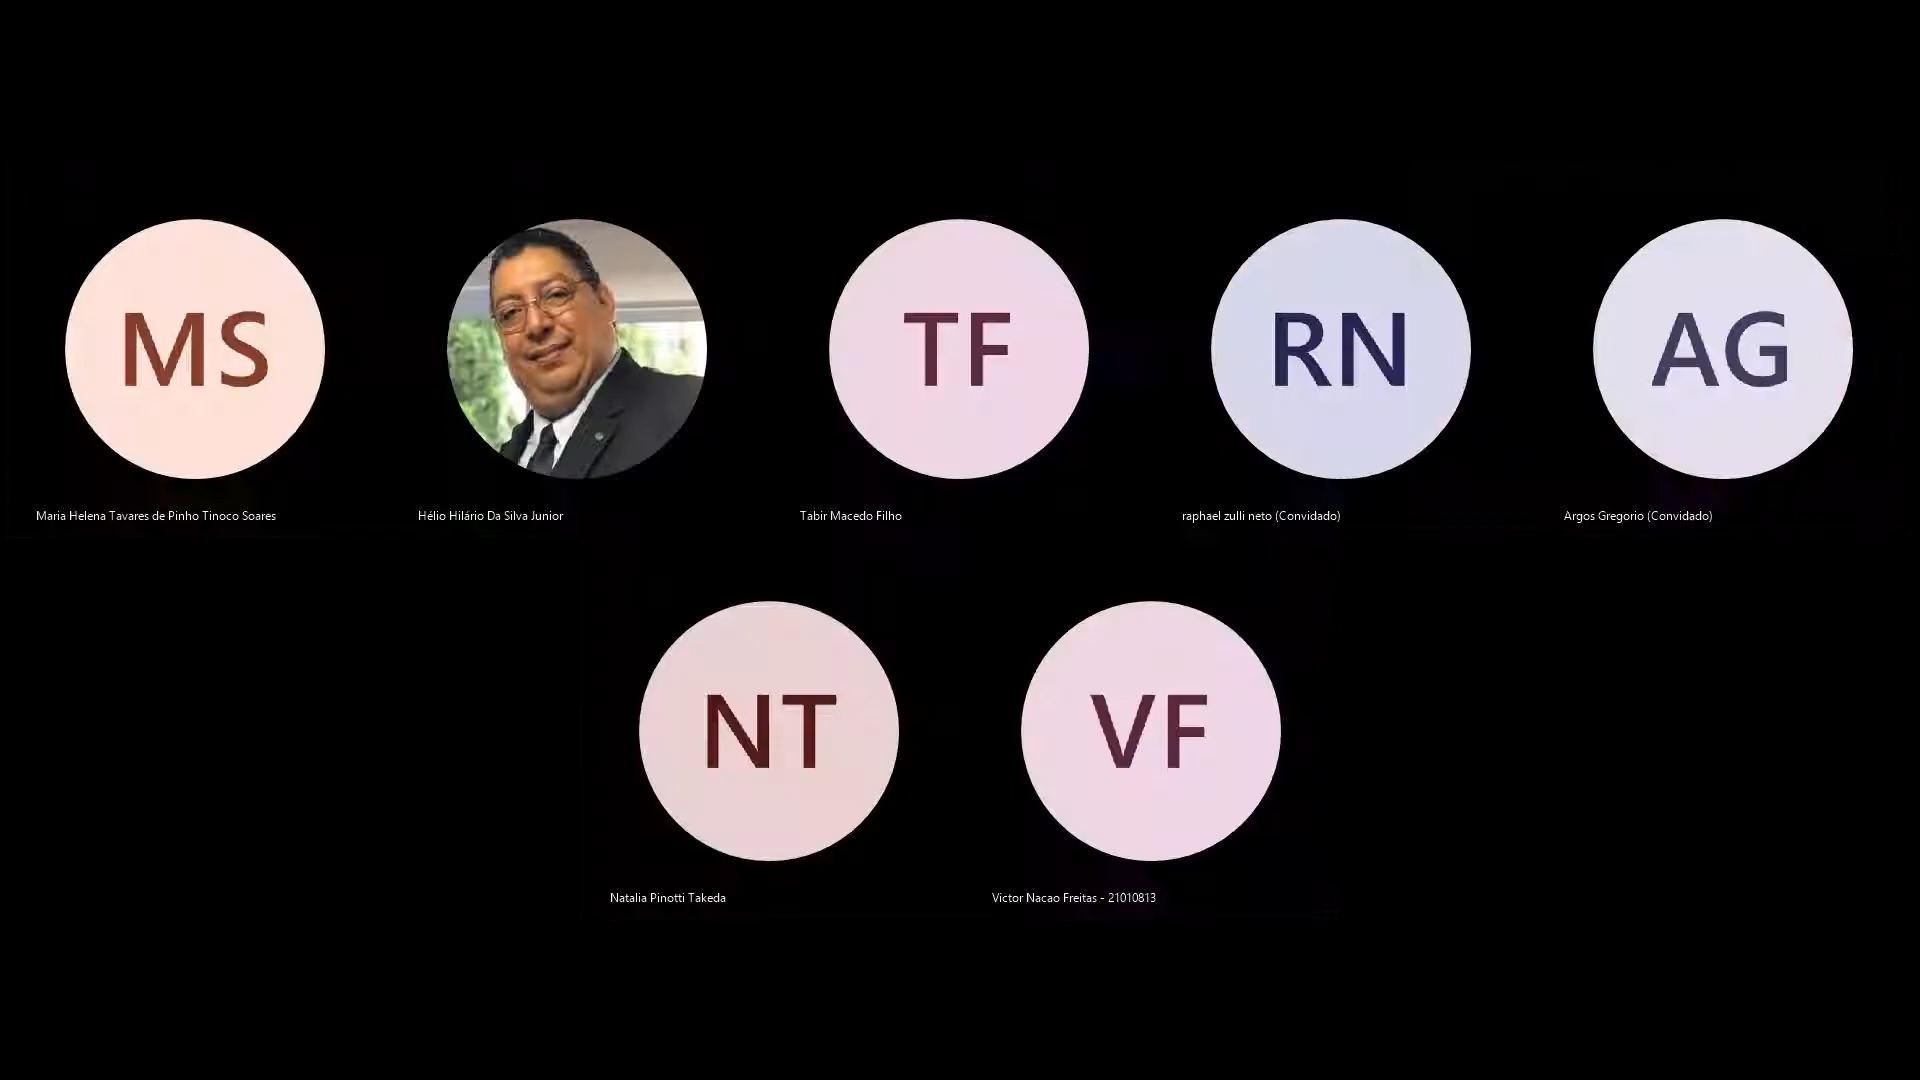 MS
TF
RN
AG
Maria Helena Tavares de Pinho Tinoco Soares
Hélio Hilário Da Silva Junior
Tabir Macedo Filho
raphael zulli neto (Convidado)
Argos Gregorio (Convidado)
NT
VF
Natalia Pinotti Takeda
Victor Nacao Freitas - 21010813